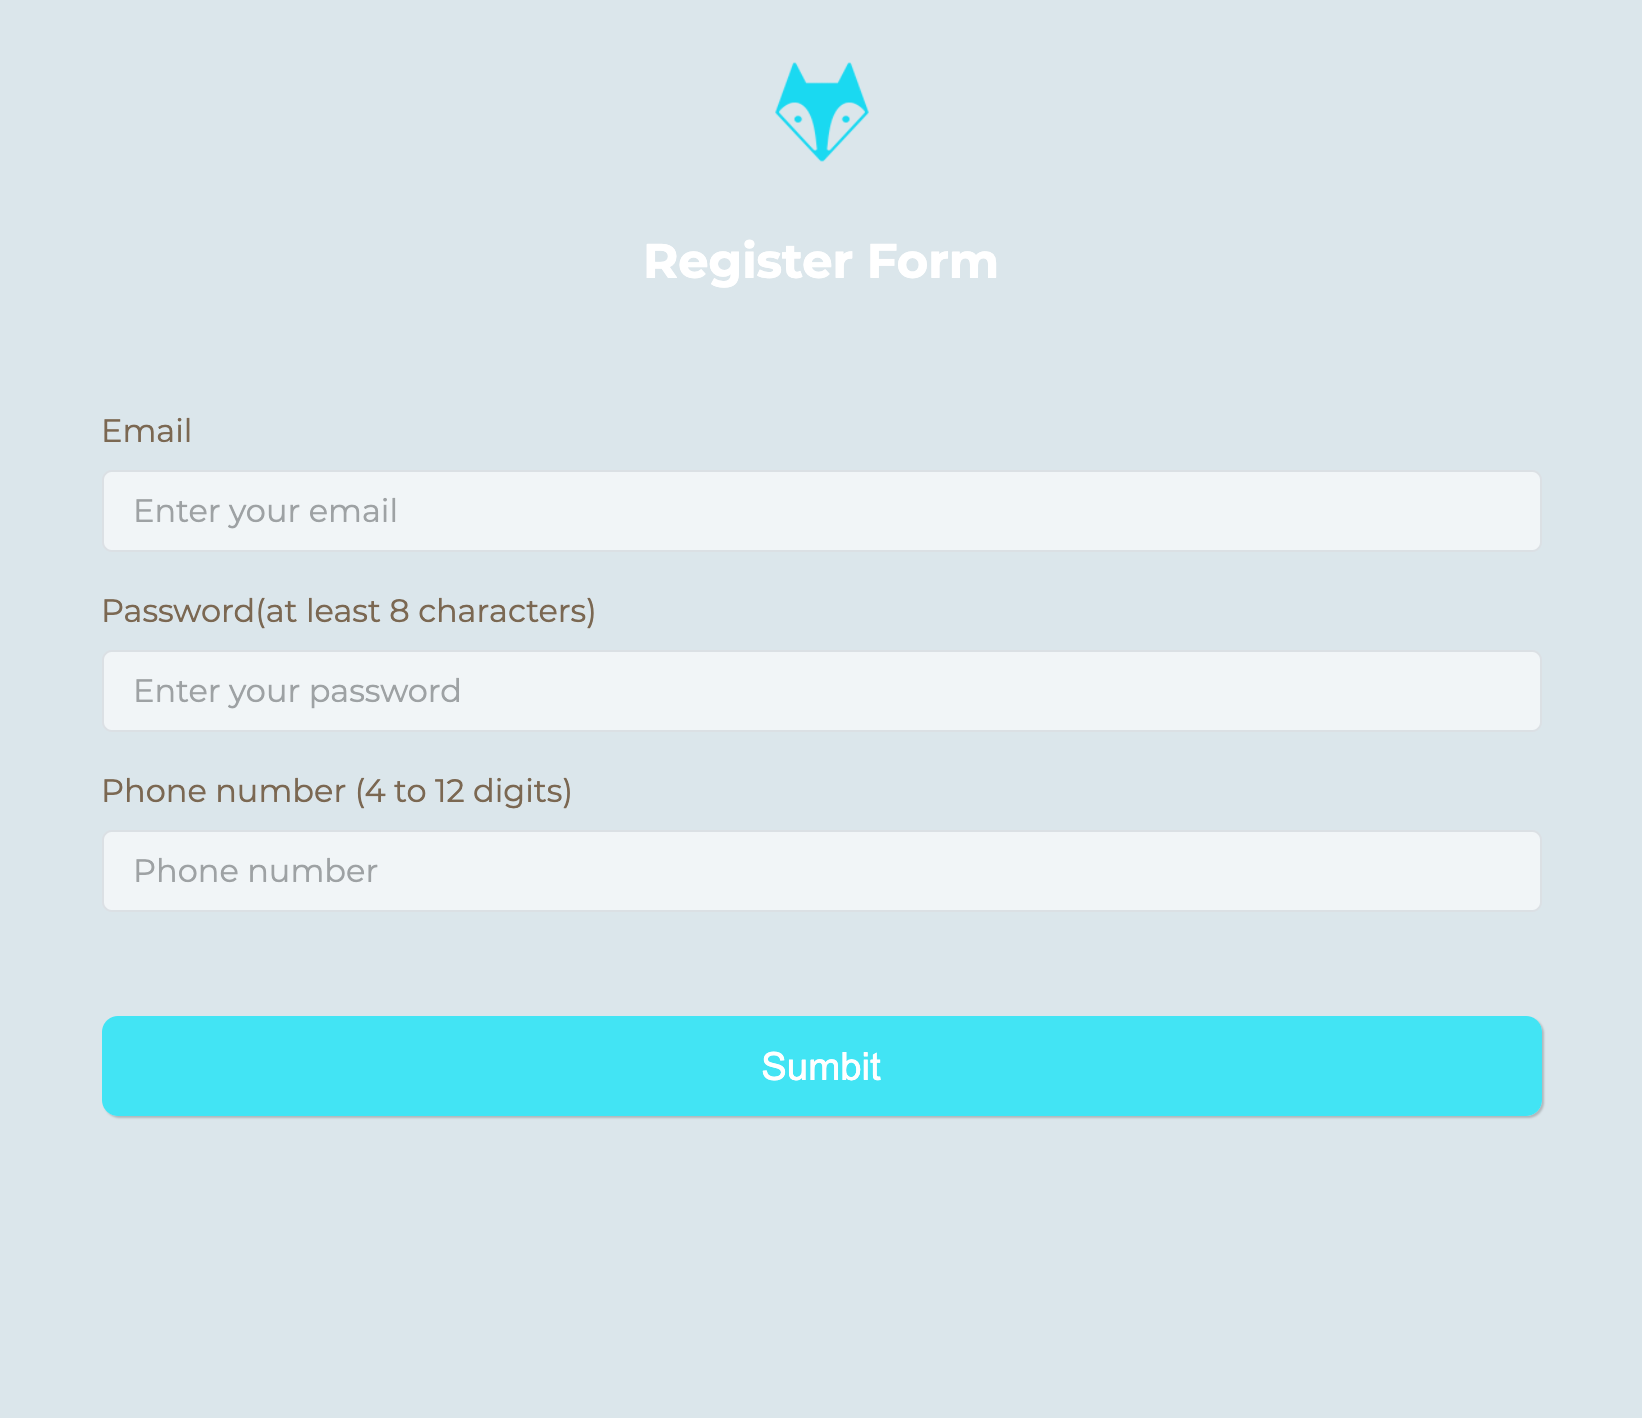 Register Form
Email
Enter your email
Password(at least 8 characters)
Enter your password
Phone number (4 to 12 digits)
Phone number
Sumbit